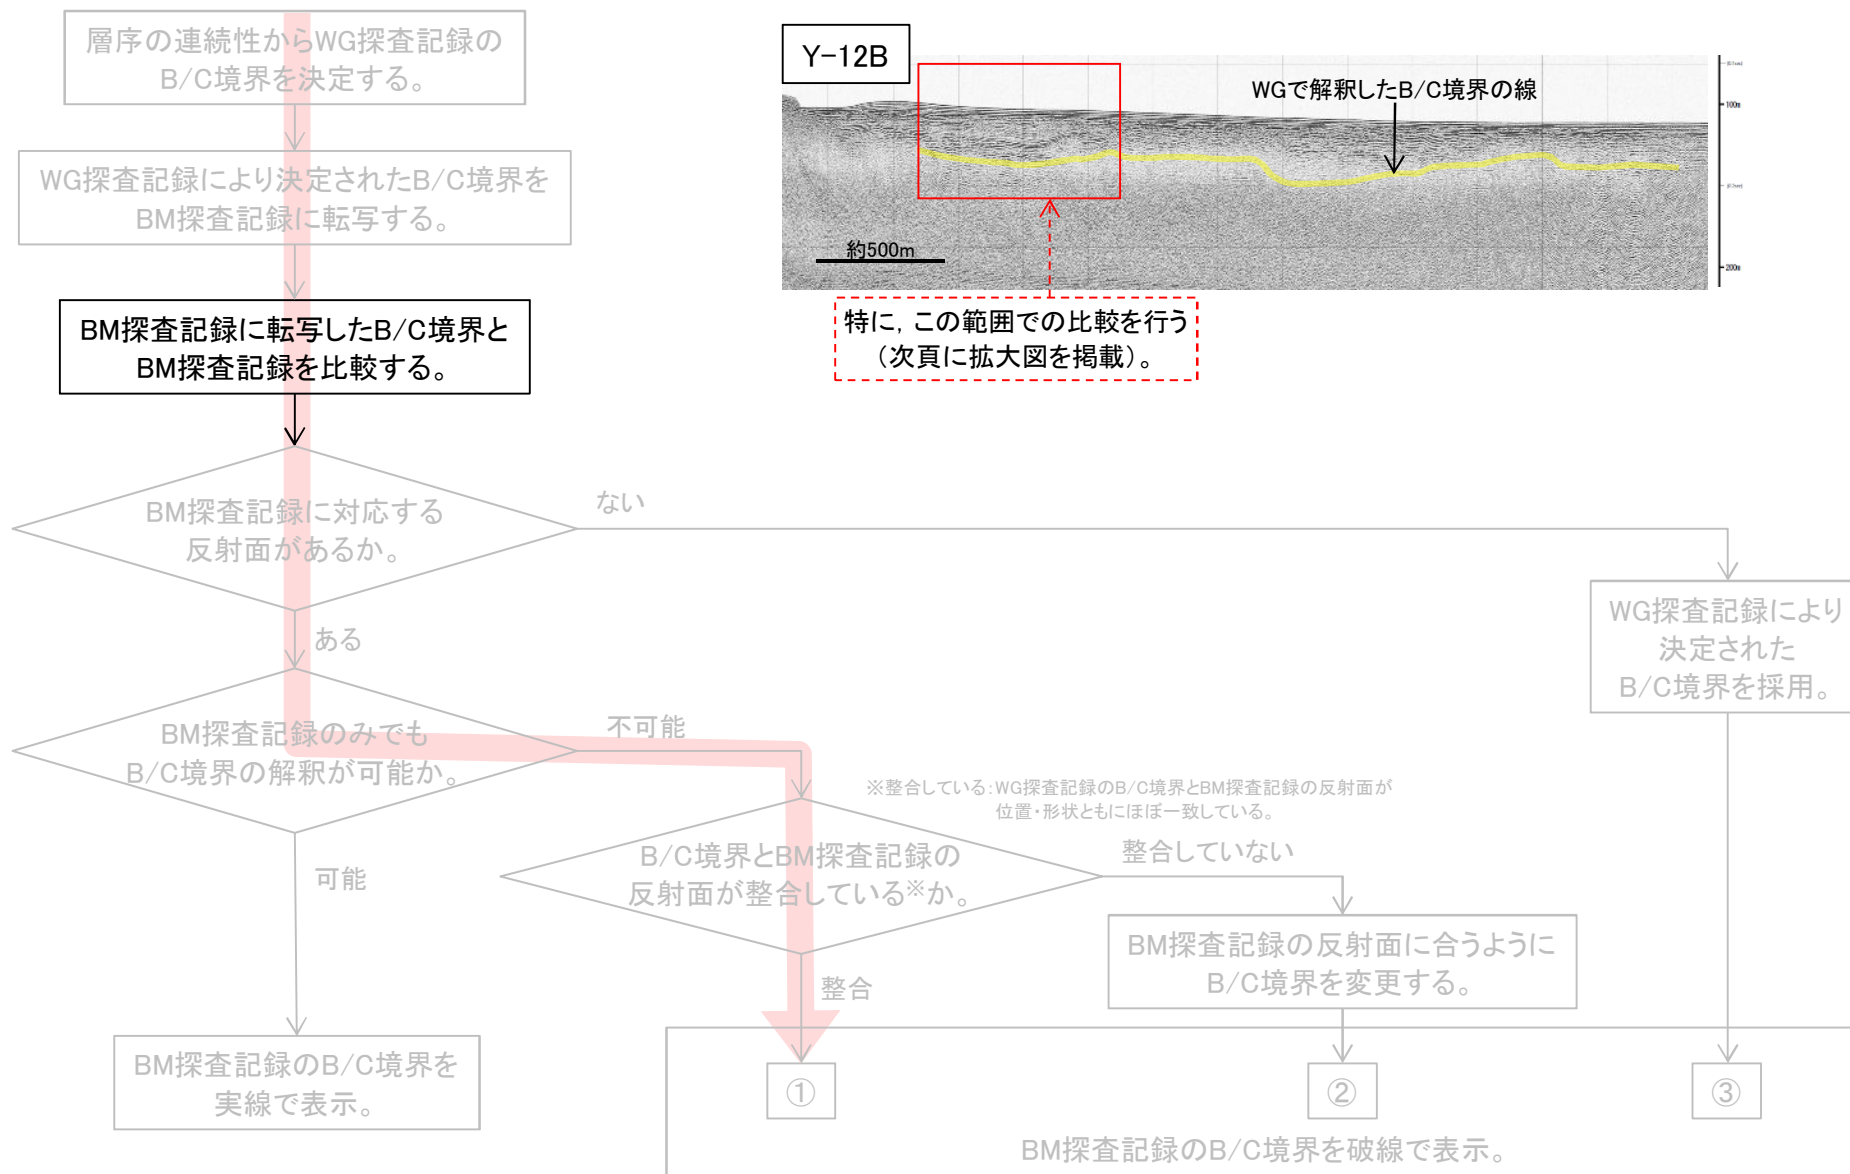 層序の連続性からWG探査記録の
B/C境界を決定する。
WG探査記録により決定されたB/C境界を
BM探査記録に転写する。
BM探査記録に転写したB/C境界と
BM探査記録を比較する。
Y-12B
WGで解釈したB/C境界の線
100m
200m
約500m
特に，この範囲での比較を行う
（次頁に拡大図を掲載）。
BM探査記録に対応する
反射面があるか。
ない
ある
WG探査記録により
決定された
B/C境界を採用。
BM探査記録のみでも
B/C境界の解釈が可能か。
不可能
※整合している：WG探査記録のB/C境界とBM探査記録の反射面が
位置・形状ともにほぼ一致している。
可能
B/C境界とBM探査記録の
反射面が整合している※か。
整合していない
整合
BM探査記録の反射面に合うように
B/C境界を変更する。
BM探査記録のB/C境界を
実線で表示。
①
②
③
BM探査記録のB/C境界を破線で表示。